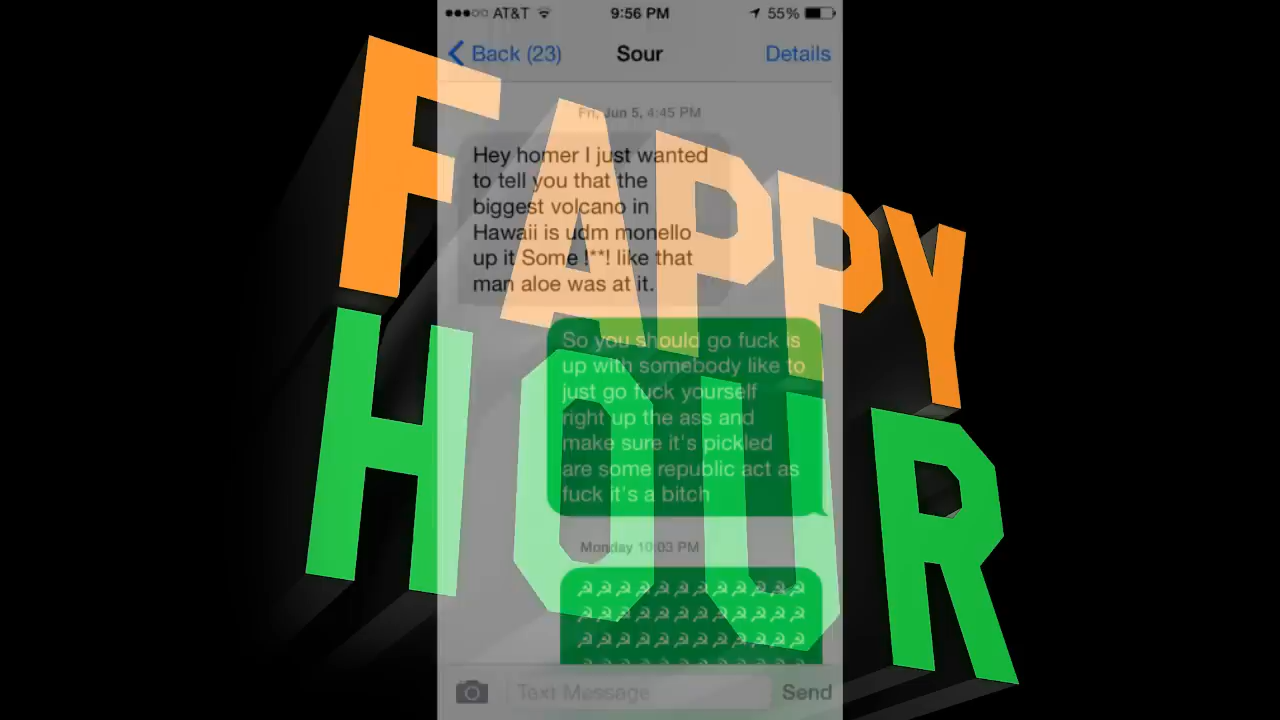 AT&T 9:56 PM 55%
Back (23) Sour Details
Fri, Jun 5, 4:45 PM
Hey homer I just wanted
to tell you that the
biggest volcano in
Hawaii is udm monello
up it Some !**! like that
man aloe was at it.
So you should go fuck is
up with somebody like to
just go fuck yourself
right up the ass and
make sure it's pickled
are some republic act as
fuck it's a bitch
Monday 10:03 PM
☭☭☭☭☭☭☭☭☭☭☭☭
☭☭☭☭☭☭☭☭☭☭☭☭
☭☭☭☭☭☭☭☭☭☭☭☭
Text Message Send
FAPPY
HOUR